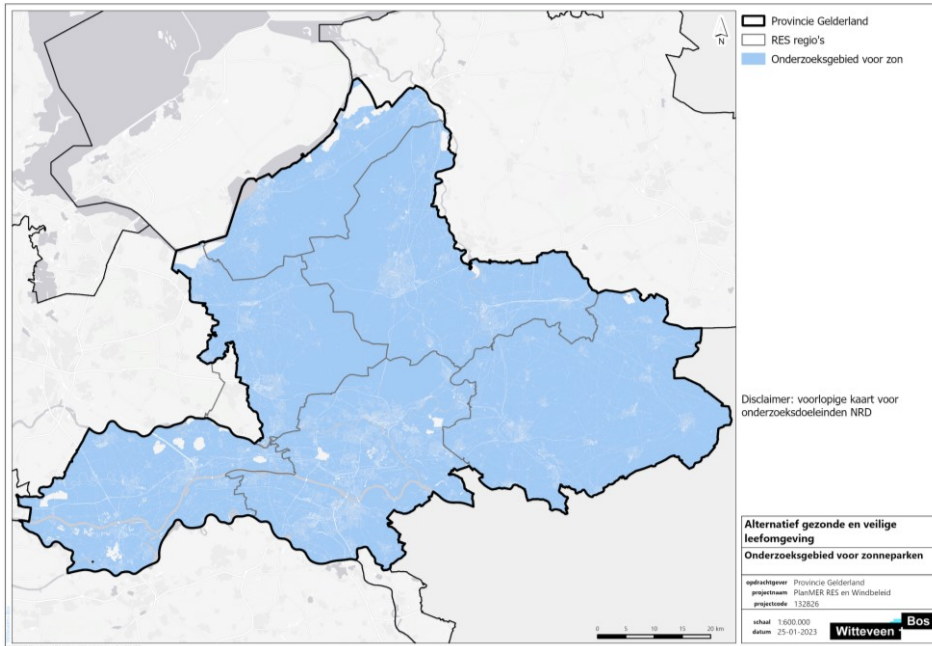 N
Provincie Gelderland
RES regio's
Onderzoeksgebied voor zon
Disclaimer: voorlopige kaart voor
onderzoeksdoeleinden NRD
Alternatief gezonde en veilige
leefomgeving
Onderzoeksgebied voor zonneparken
opdrachtgever Provincie Gelderland
projectnaam PlanMER RES en Windbeleid
projectcode 132826
schaal 1:600.000
datum 25-01-2023
Witteveen + Bos
0 5 10 15 20 km